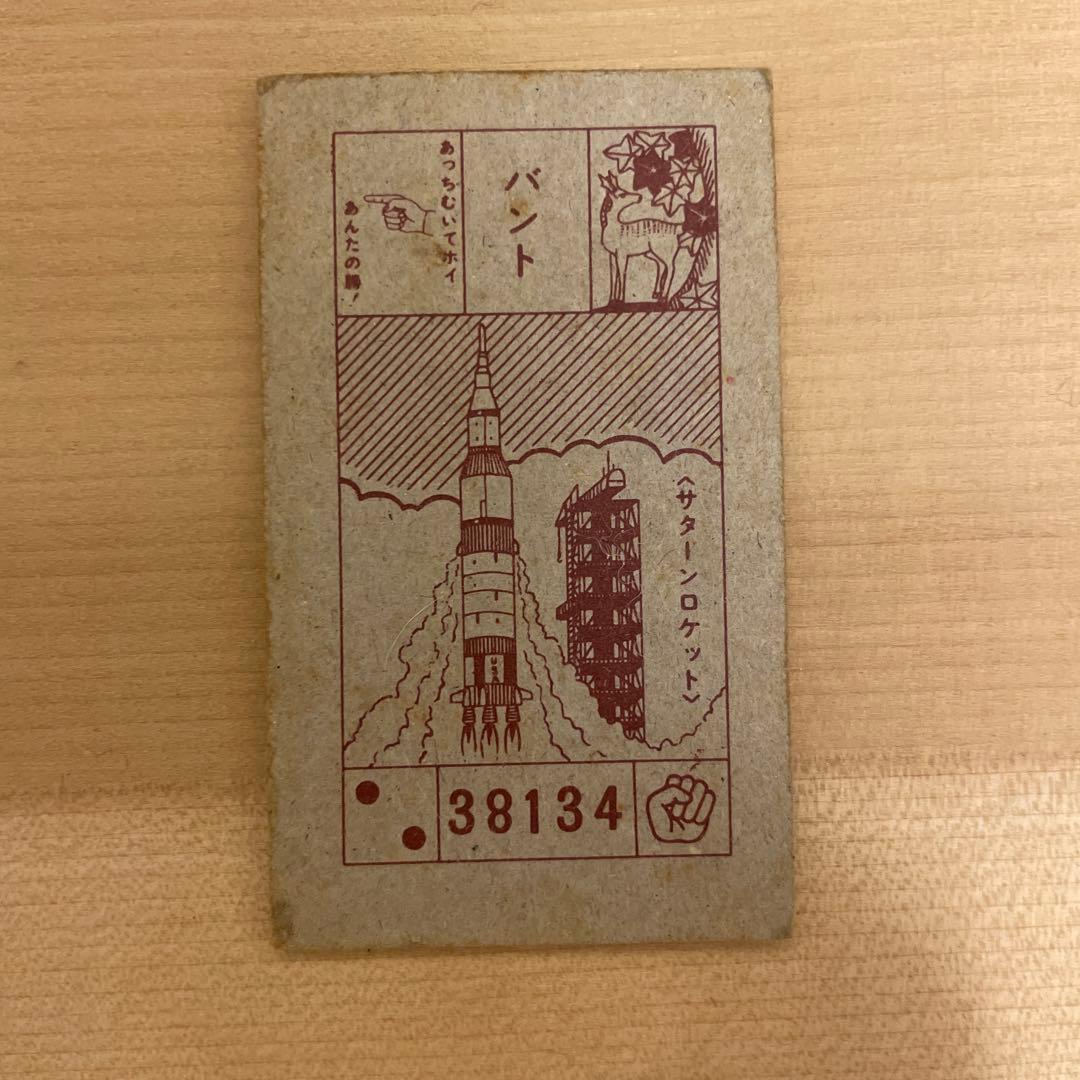 バント
あっちむいてホイ
あんたの勝!
〈サターンロケット〉
USA
38134